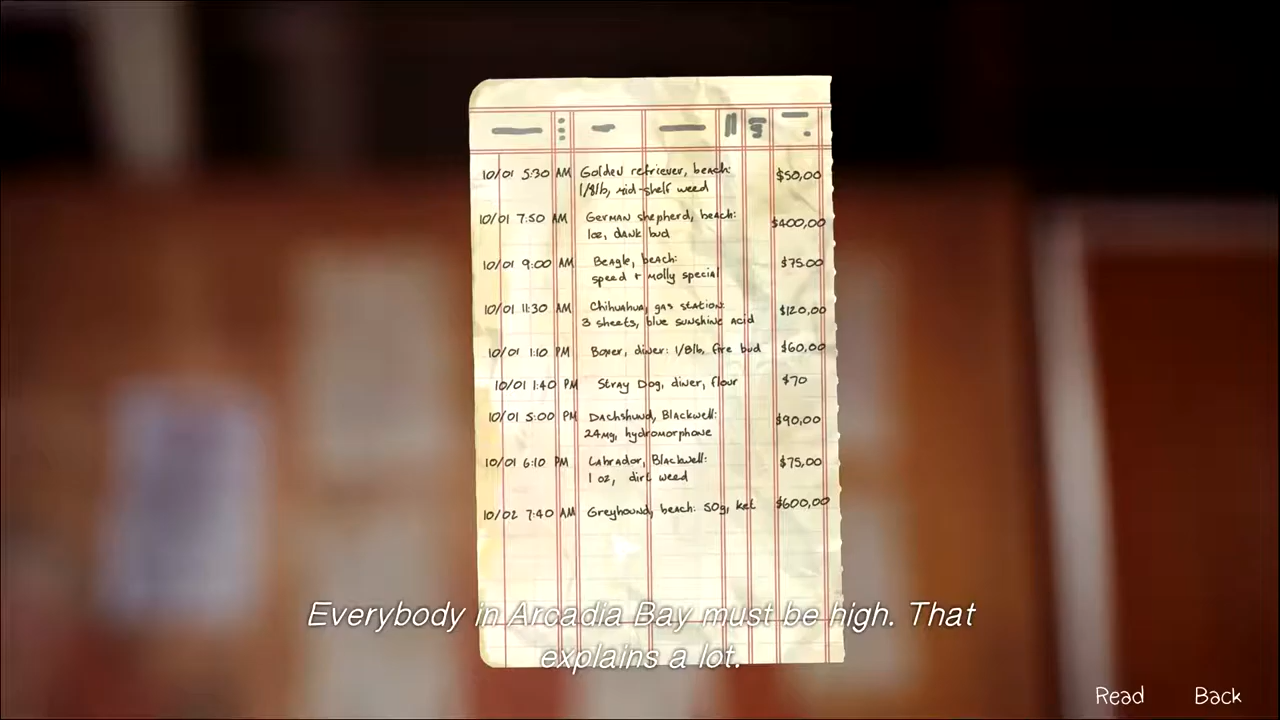 10/01 5:30 AM Golden retriever, beach: $50,00
1/8lb, mid-shelf weed
10/01 7:50 AM German shepherd, beach: $400,00
1oz, dank bud
10/01 9:00 AM Beagle, beach: $75.00
speed + molly special
10/01 11:30 AM Chihuahua, gas station: $120,00
3 sheets, blue sunshine acid
10/01 1:10 PM Boxer, diner: 1/8lb, fire bud $60,00
10/01 1:40 PM Stray Dog, diner, flour $70
10/01 5:00 PM Dachshund, Blackwell: $90,00
24mg, hydromorphone
10/01 6:10 PM Labrador, Blackwell: $75,00
1 oz, dirt weed
10/02 7:40 AM Greyhound, beach: 50g, ket $600,00
Everybody in Arcadia Bay must be high. That
explains a lot.
Read Back